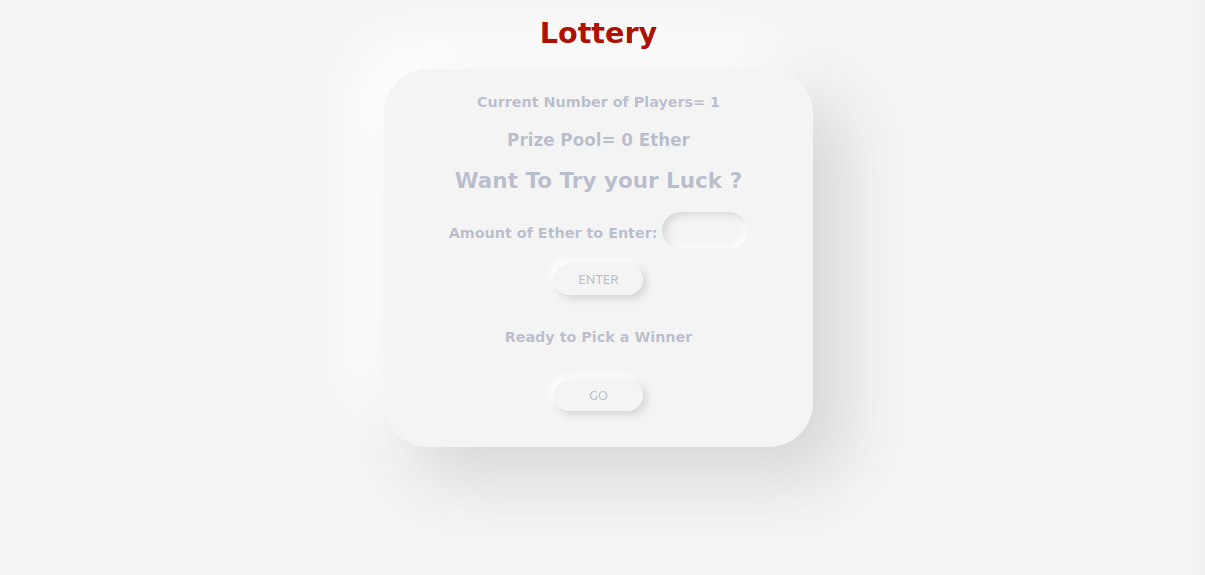 Lottery
Current Number of Players= 1
Prize Pool= 0 Ether
Want To Try your Luck ?
Amount of Ether to Enter:
ENTER
Ready to Pick a Winner
GO